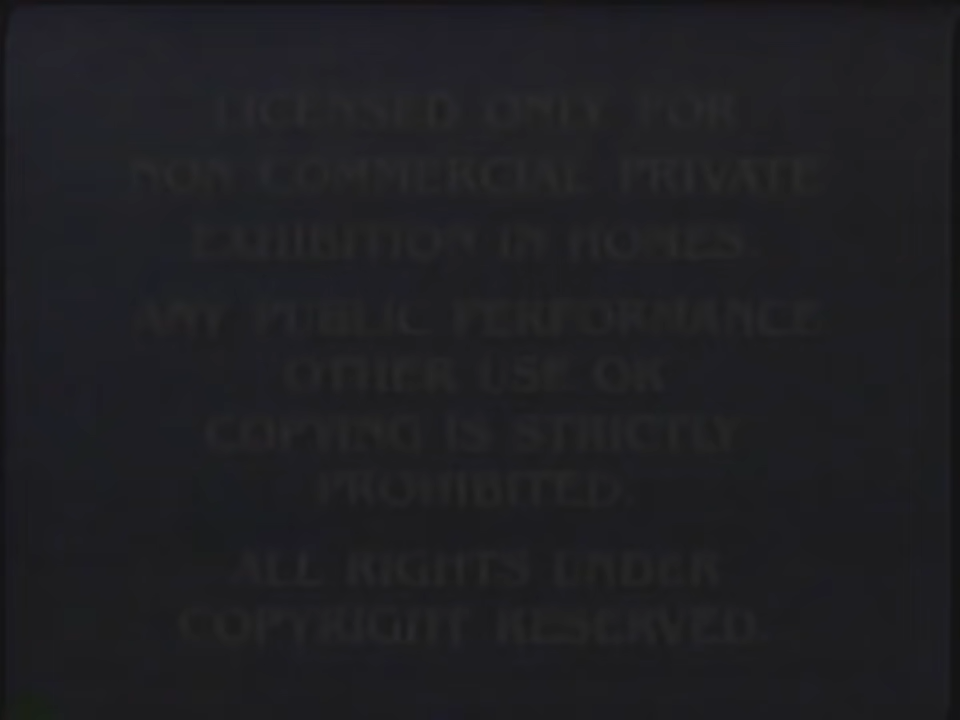 LICENSED ONLY FOR
NON COMMERCIAL PRIVATE
EXHIBITION IN HOMES.
ANY PUBLIC PERFORMANCE
OTHER USE OR
COPYING IS STRICTLY
PROHIBITED.
ALL RIGHTS UNDER
COPYRIGHT RESERVED.